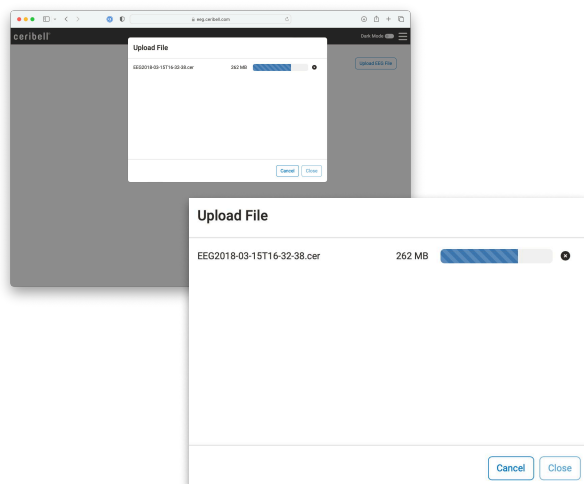 eeg.ceribell.com
ceribell
Dark Mode
Upload EEG File
Upload File
EEG2018-03-15T16-32-38.cer 262 MB
Cancel Close
Upload File
EEG2018-03-15T16-32-38.cer 262 MB
Cancel Close